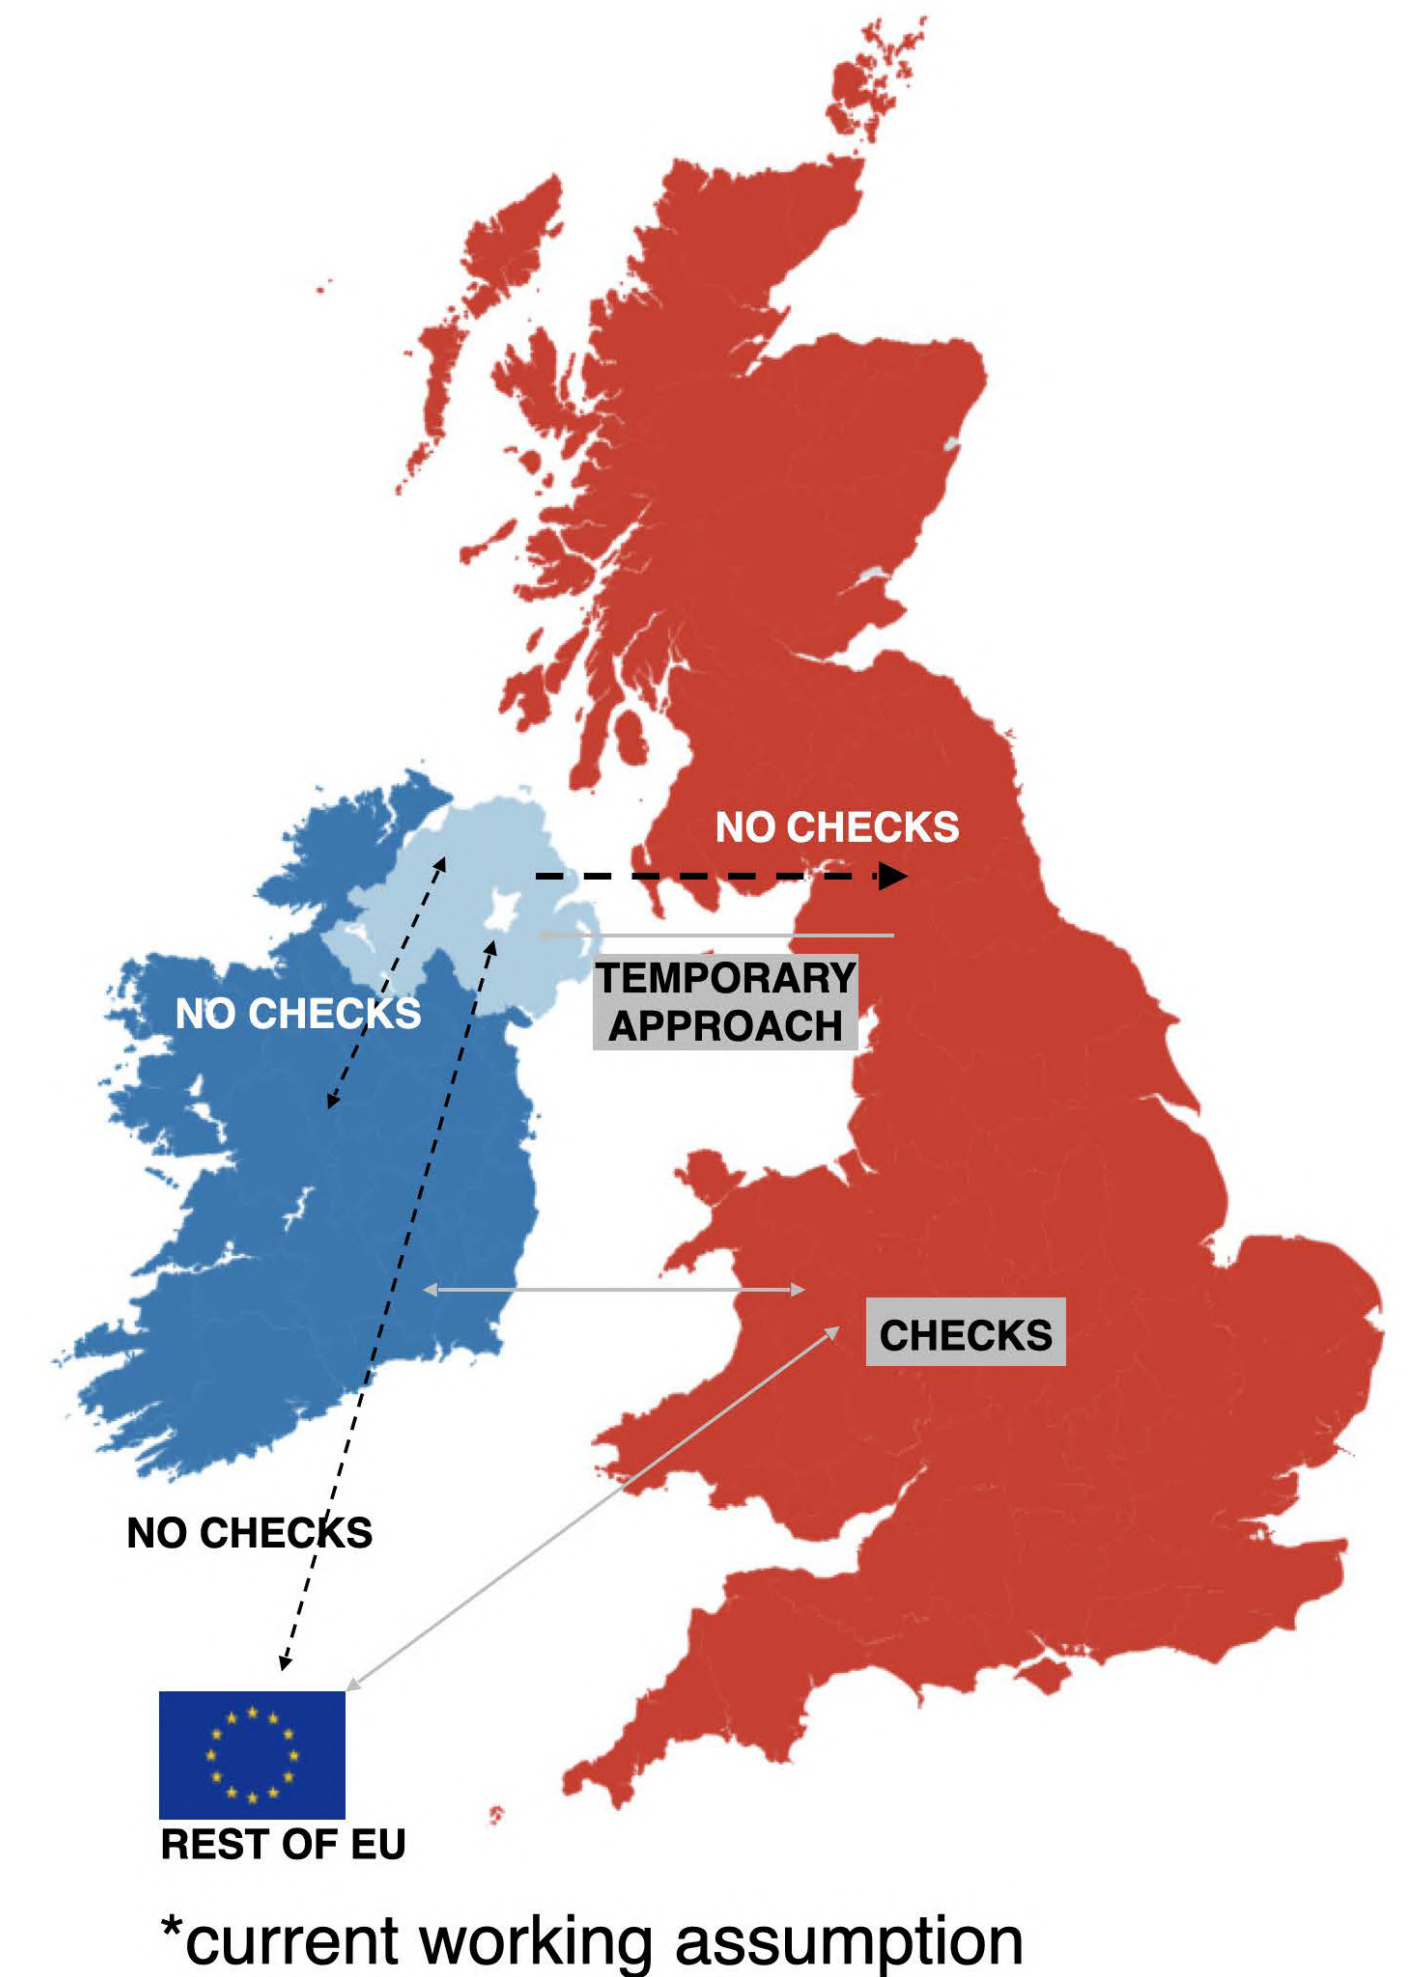 NO CHECKS
TEMPORARY
APPROACH
NO CHECKS
CHECKS
NO CHECKS
REST OF EU
*current working assumption